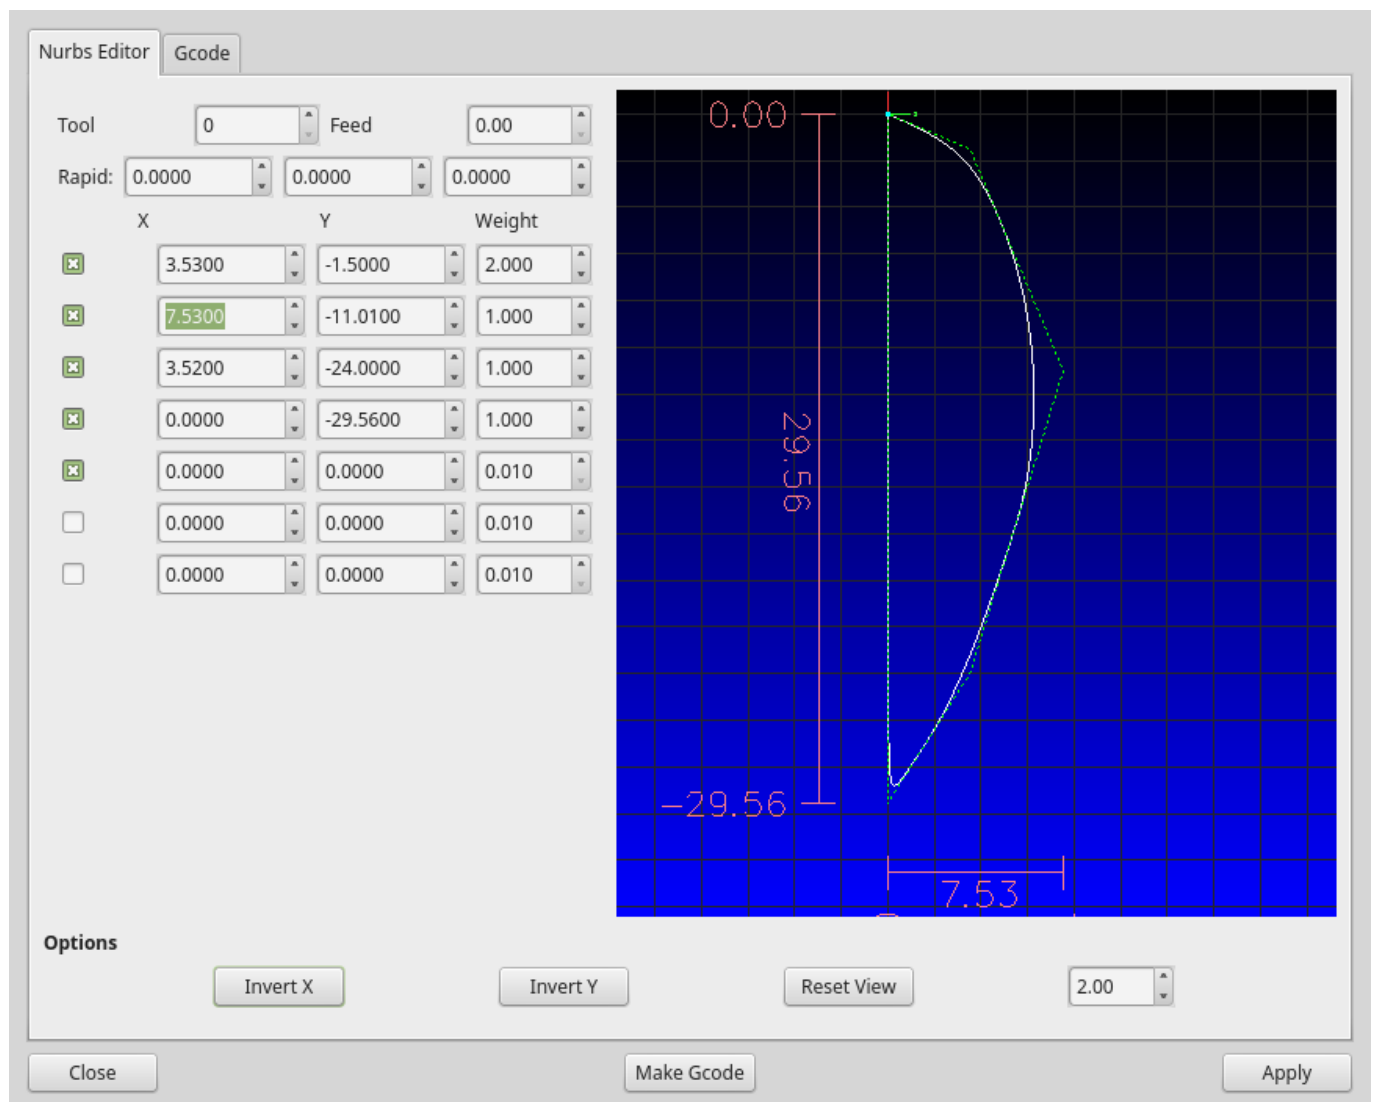 Nurbs Editor Gcode
Tool 0 Feed 0.00
Rapid: 0.0000 0.0000 0.0000
X Y Weight
3.5300 -1.5000 2.000
7.5300 -11.0100 1.000
3.5200 -24.0000 1.000
0.0000 -29.5600 1.000
0.0000 0.0000 0.010
0.0000 0.0000 0.010
0.0000 0.0000 0.010
0.00
29.56
-29.56
7.53
Options
Invert X Invert Y Reset View 2.00
Close Make Gcode Apply